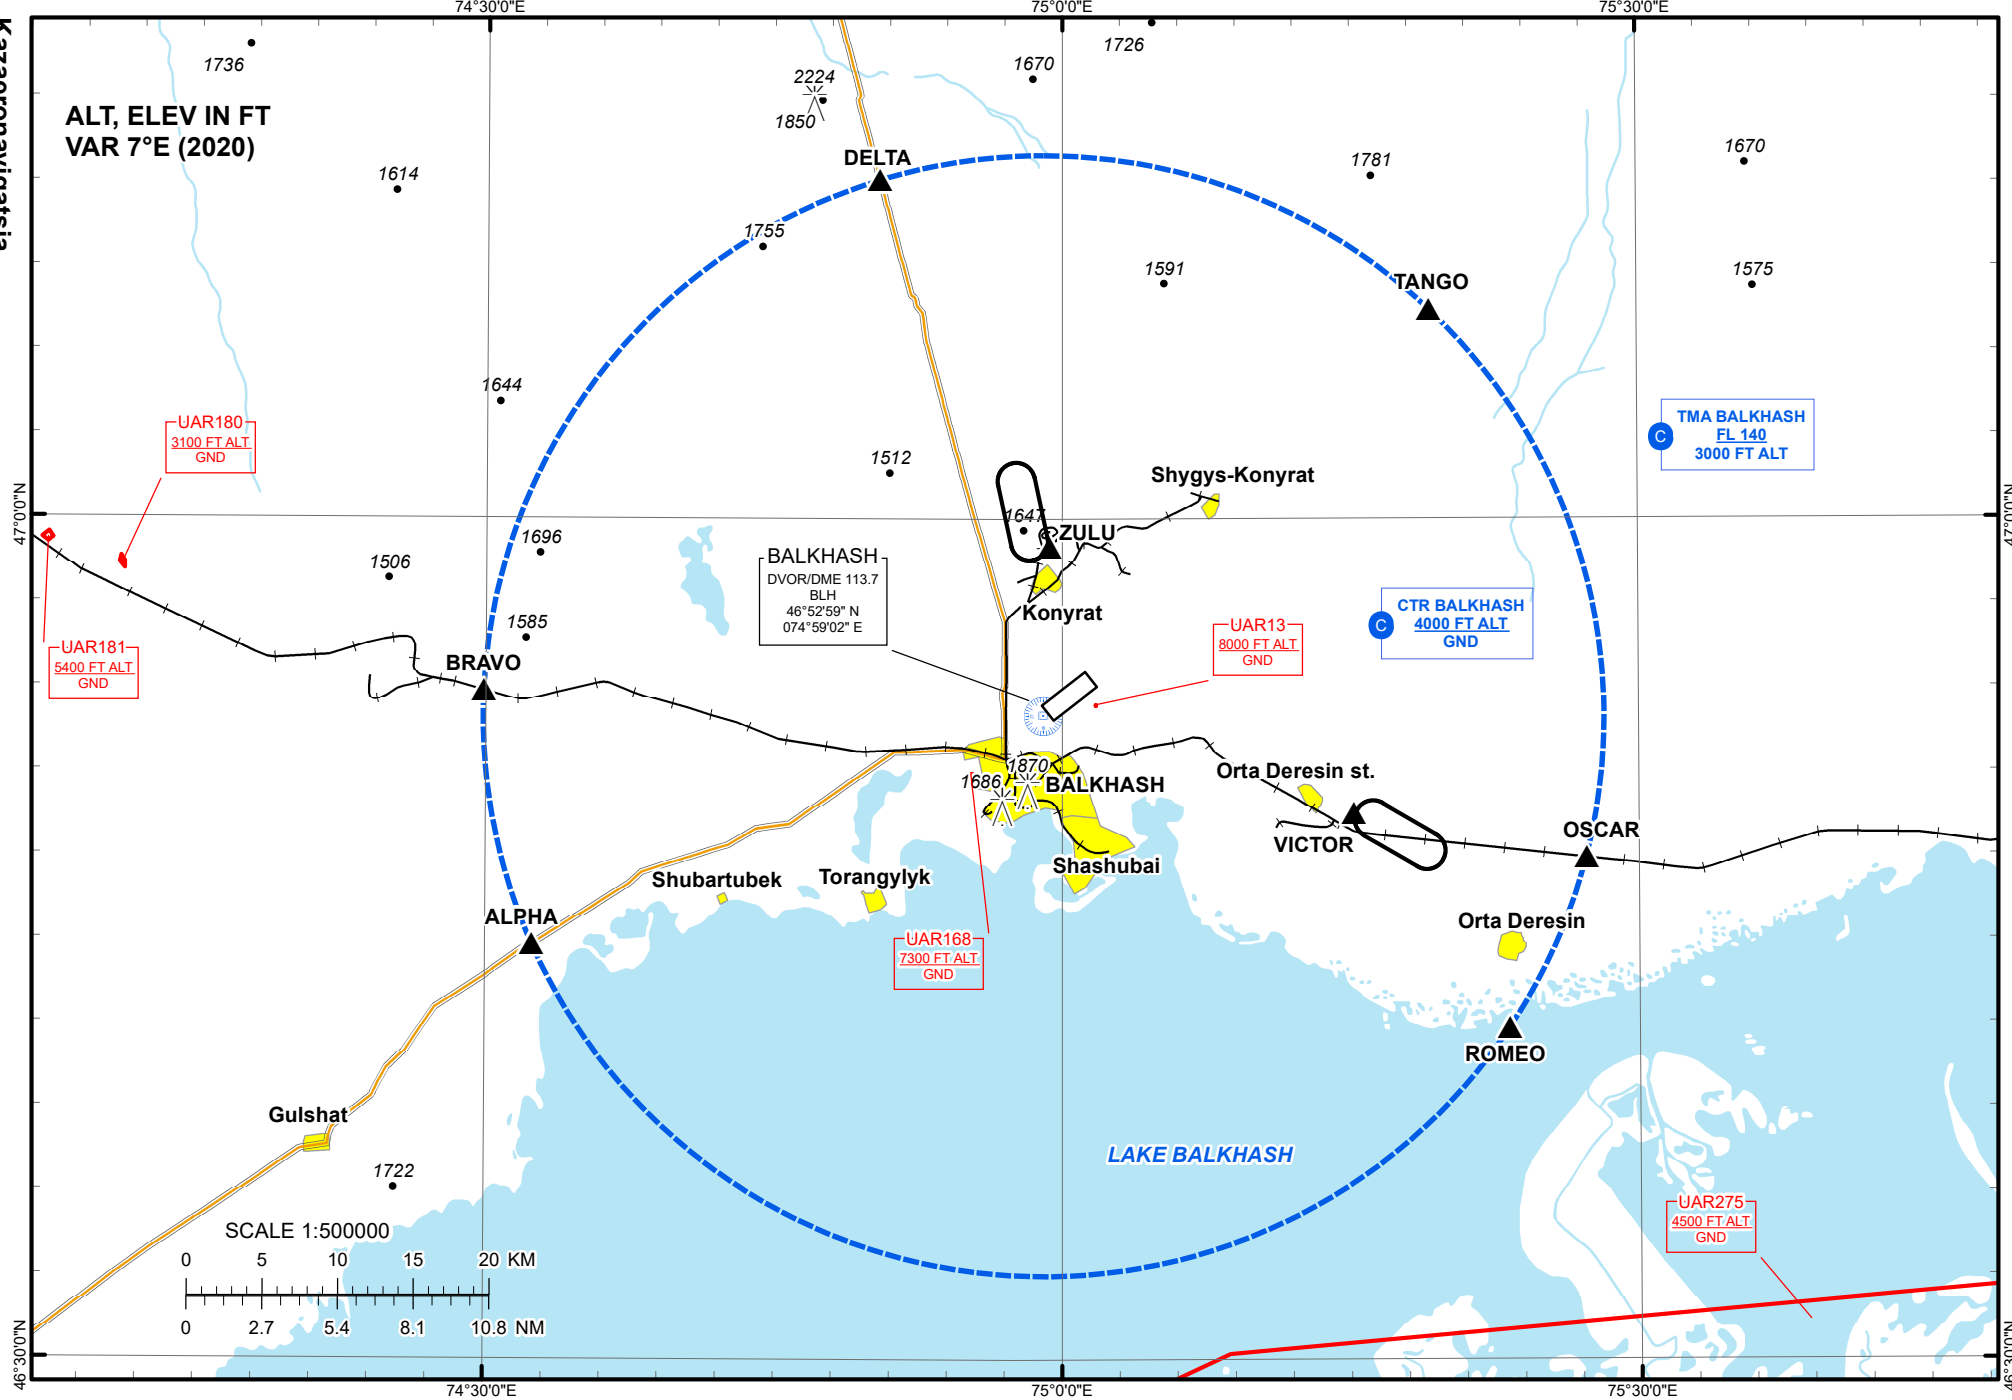 74°30'0"E
75°0'0"E
75°30'0"E
Kazaeronavigatsia
1736
1726
1670
2224
1850
ALT, ELEV IN FT
VAR 7°E (2020)
1614
DELTA
1781
1670
1755
1591
1575
TANGO
1644
TMA BALKHASH
C
FL 140
3000 FT ALT
UAR180
3100 FT ALT
GND
1512
Shygys-Konyrat
47°0'0"N
47°0'0"N
1647
ZULU
1696
1506
BALKHASH
DVOR/DME 113.7
BLH
46°52'59" N
074°59'02" E
Konyrat
CTR BALKHASH
C
4000 FT ALT
GND
1585
UAR13
8000 FT ALT
GND
UAR181
5400 FT ALT
GND
BRAVO
1870
1686
BALKHASH
Orta Deresin st.
VICTOR
OSCAR
Shashubai
Shubartubek
Torangylyk
ALPHA
Orta Deresin
UAR168
7300 FT ALT
GND
ROMEO
Gulshat
LAKE BALKHASH
1722
UAR275
4500 FT ALT
GND
SCALE 1:500000
0 5 10 15 20 KM
0 2.7 5.4 8.1 10.8 NM
46°30'0"N
46°30'0"N
74°30'0"E
75°0'0"E
75°30'0"E